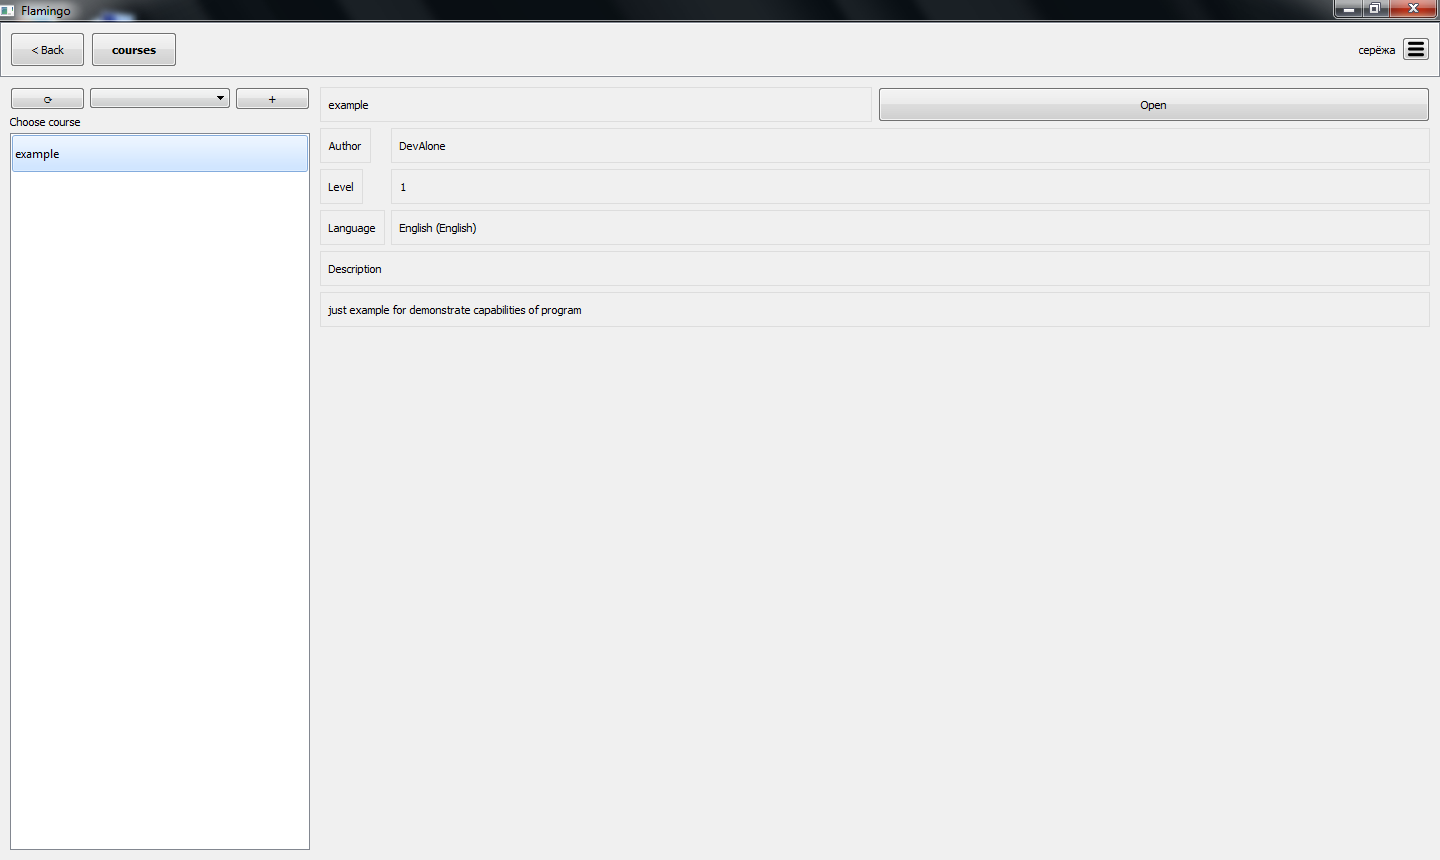 Flamingo
< Back
courses
серёжа
⟳
+
Choose course
example
example
Open
Author
DevAlone
Level
1
Language
English (English)
Description
just example for demonstrate capabilities of program